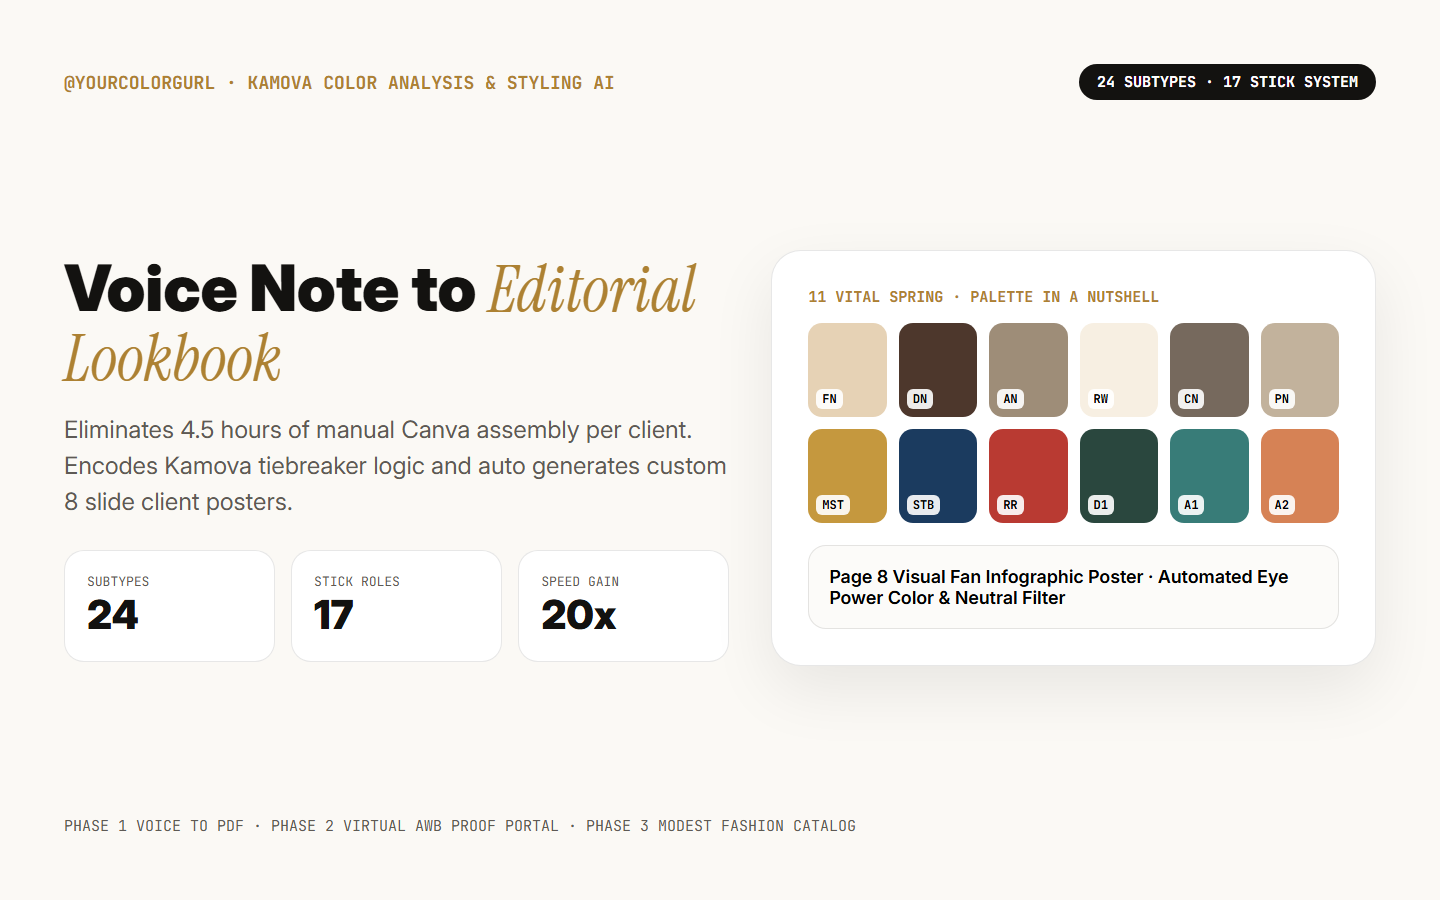 @YOURCOLORGURL · KAMOVA COLOR ANALYSIS & STYLING AI
24 SUBTYPES · 17 STICK SYSTEM
Voice Note to Editorial
Lookbook
Eliminates 4.5 hours of manual Canva assembly per client.
Encodes Kamova tiebreaker logic and auto generates custom
8 slide client posters.
SUBTYPES
24
STICK ROLES
17
SPEED GAIN
20x
11 VITAL SPRING · PALETTE IN A NUTSHELL
FN DN AN RW CN PN
MST STB RR D1 A1 A2
Page 8 Visual Fan Infographic Poster · Automated Eye
Power Color & Neutral Filter
PHASE 1 VOICE TO PDF · PHASE 2 VIRTUAL AWB PROOF PORTAL · PHASE 3 MODEST FASHION CATALOG